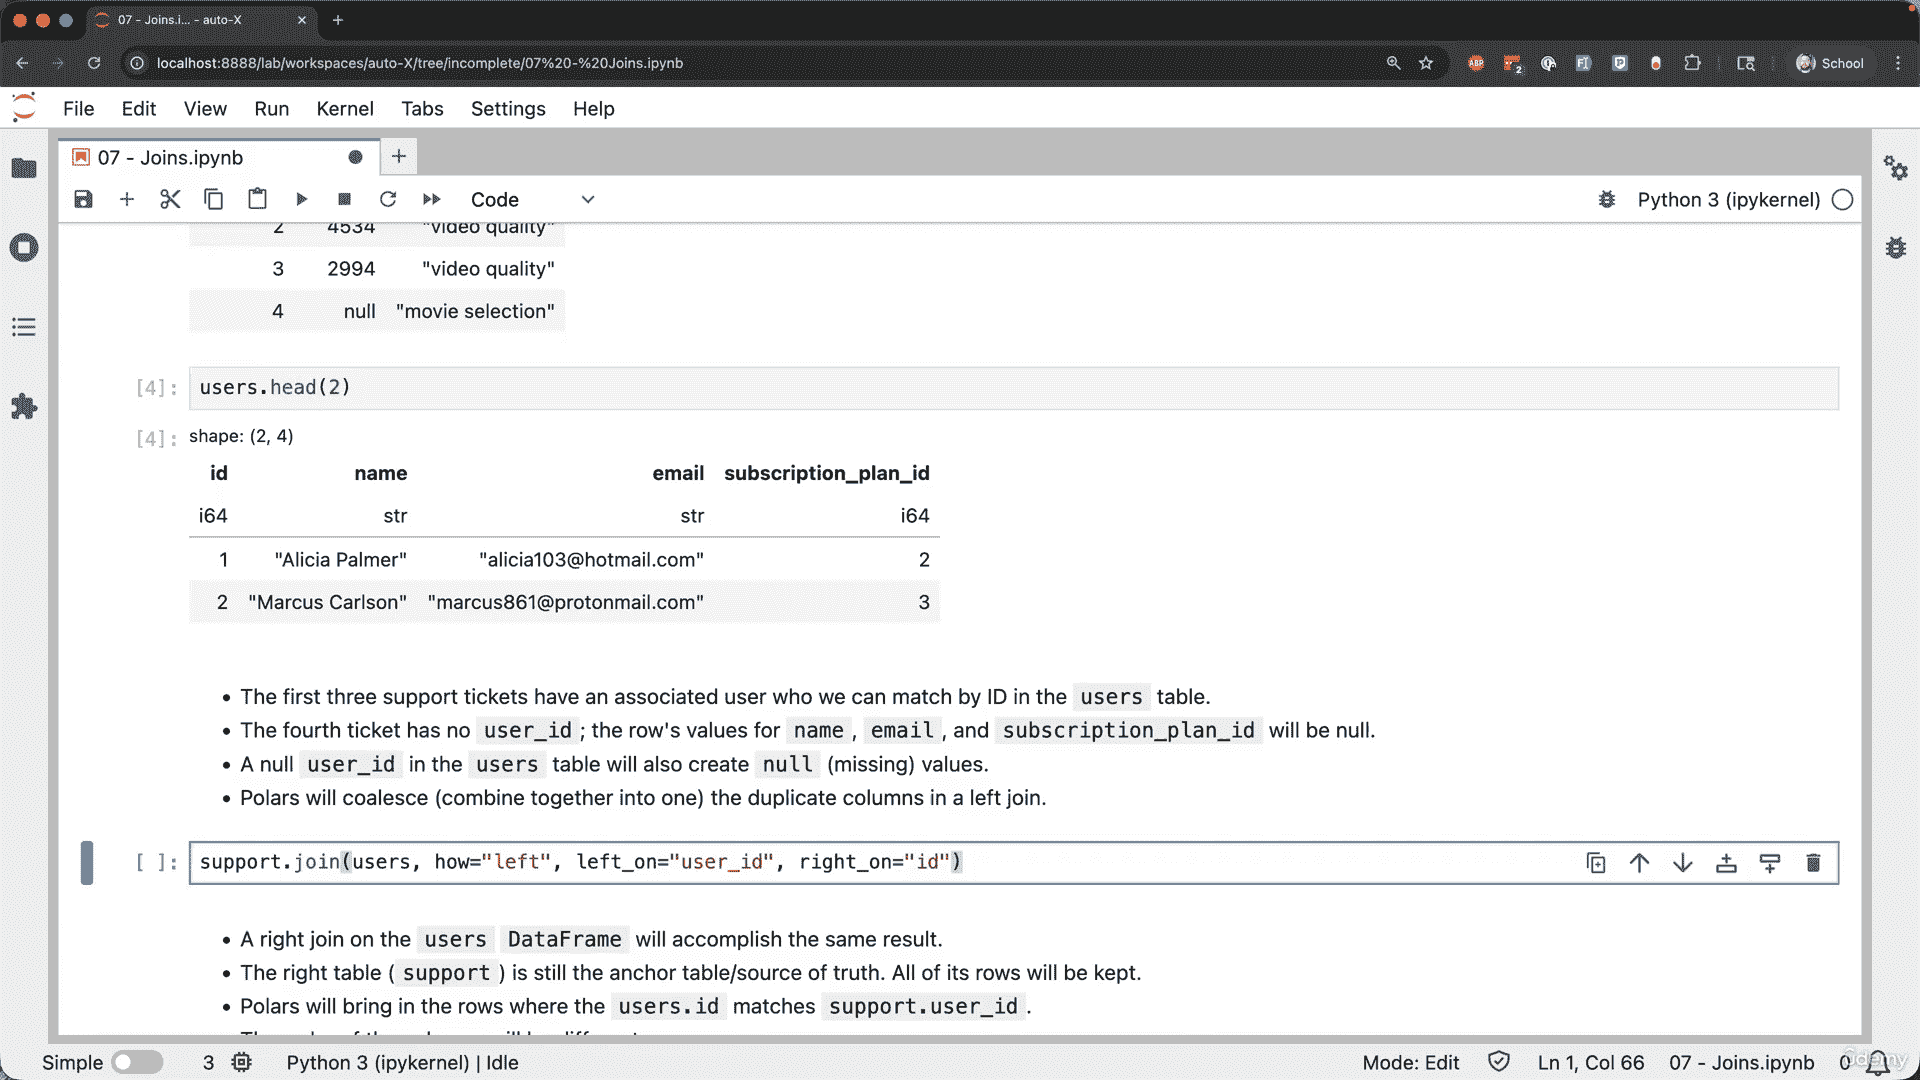 07 - Joins.i... - auto-X
localhost:8888/lab/workspaces/auto-X/tree/incomplete/07%20-%20Joins.ipynb
ABP
2
School
File Edit View Run Kernel Tabs Settings Help
07 - Joins.ipynb
Code
Python 3 (ipykernel)
2 4534 "video quality"
3 2994 "video quality"
4 null "movie selection"
[4]: users.head(2)
[4]: shape: (2, 4)
id name email subscription_plan_id
i64 str str i64
1 "Alicia Palmer" "alicia103@hotmail.com" 2
2 "Marcus Carlson" "marcus861@protonmail.com" 3
• The first three support tickets have an associated user who we can match by ID in the users table.
• The fourth ticket has no user_id; the row's values for name, email, and subscription_plan_id will be null.
• A null user_id in the users table will also create null (missing) values.
• Polars will coalesce (combine together into one) the duplicate columns in a left join.
[ ]: support.join(users, how="left", left_on="user_id", right_on="id")
• A right join on the users DataFrame will accomplish the same result.
• The right table (support) is still the anchor table/source of truth. All of its rows will be kept.
• Polars will bring in the rows where the users.id matches support.user_id.
Simple 3 Python 3 (ipykernel) | Idle Mode: Edit Ln 1, Col 66 07 - Joins.ipynb 0
Udemy